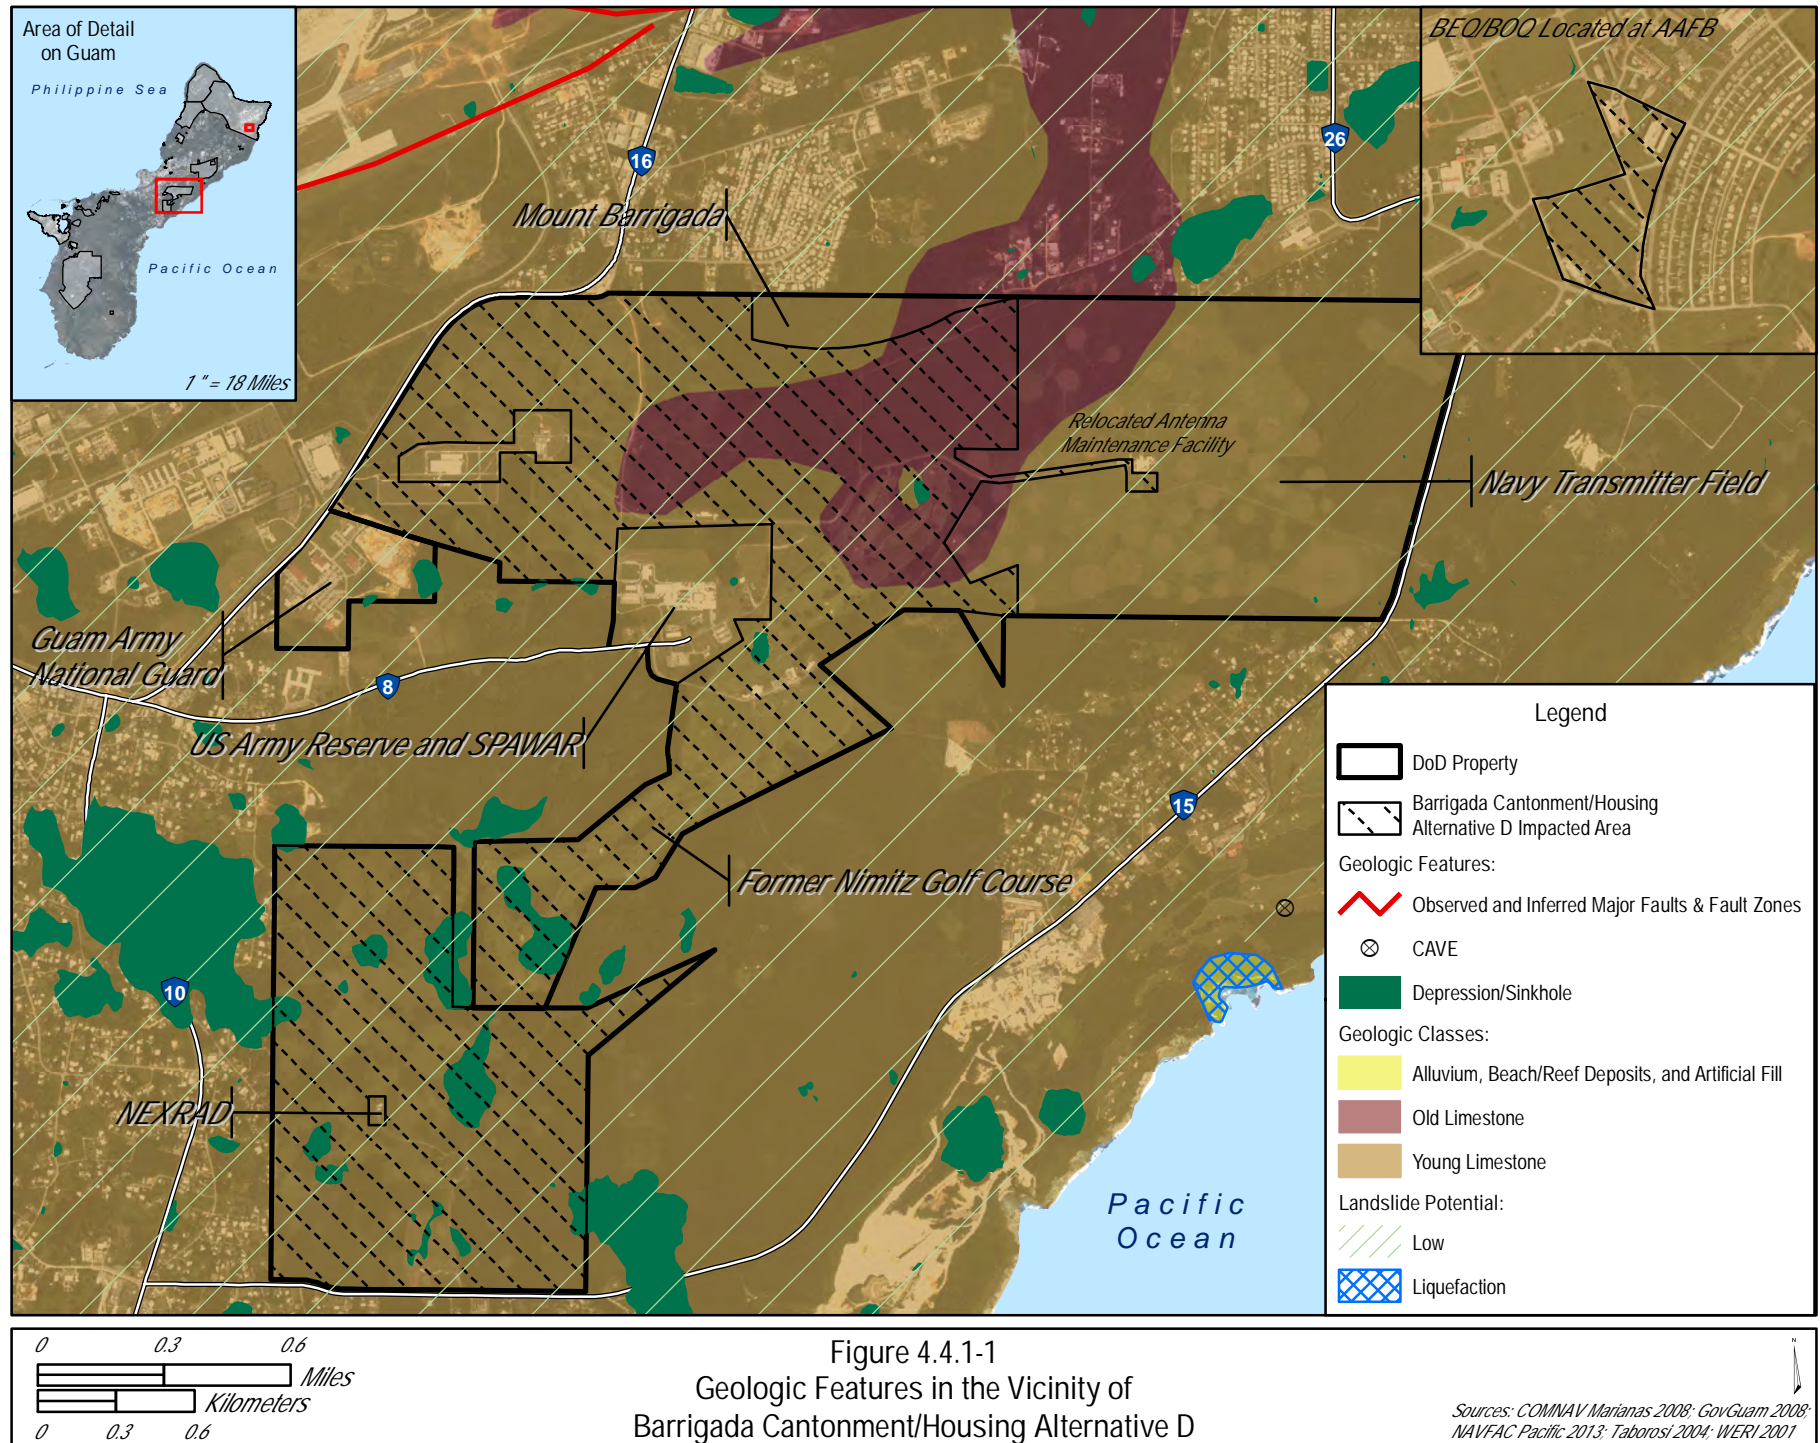 Area of Detail
on Guam
Philippine Sea
Pacific Ocean
1 " = 18 Miles
BEQ/BOQ Located at AAFB
16
26
Mount Barrigada
Relocated Antenna
Maintenance Facility
Navy Transmitter Field
Guam Army
National Guard
8
US Army Reserve and SPAWAR
15
Former Nimitz Golf Course
10
NEXRAD
Pacific
Ocean
Legend
DoD Property
Barrigada Cantonment/Housing
Alternative D Impacted Area
Geologic Features:
Observed and Inferred Major Faults & Fault Zones
CAVE
Depression/Sinkhole
Geologic Classes:
Alluvium, Beach/Reef Deposits, and Artificial Fill
Old Limestone
Young Limestone
Landslide Potential:
Low
Liquefaction
0 0.3 0.6
Miles
Kilometers
0 0.3 0.6
Figure 4.4.1-1
Geologic Features in the Vicinity of
Barrigada Cantonment/Housing Alternative D
N
Sources: COMNAV Marianas 2008; GovGuam 2008;
NAVFAC Pacific 2013; Taborosi 2004; WERI 2001